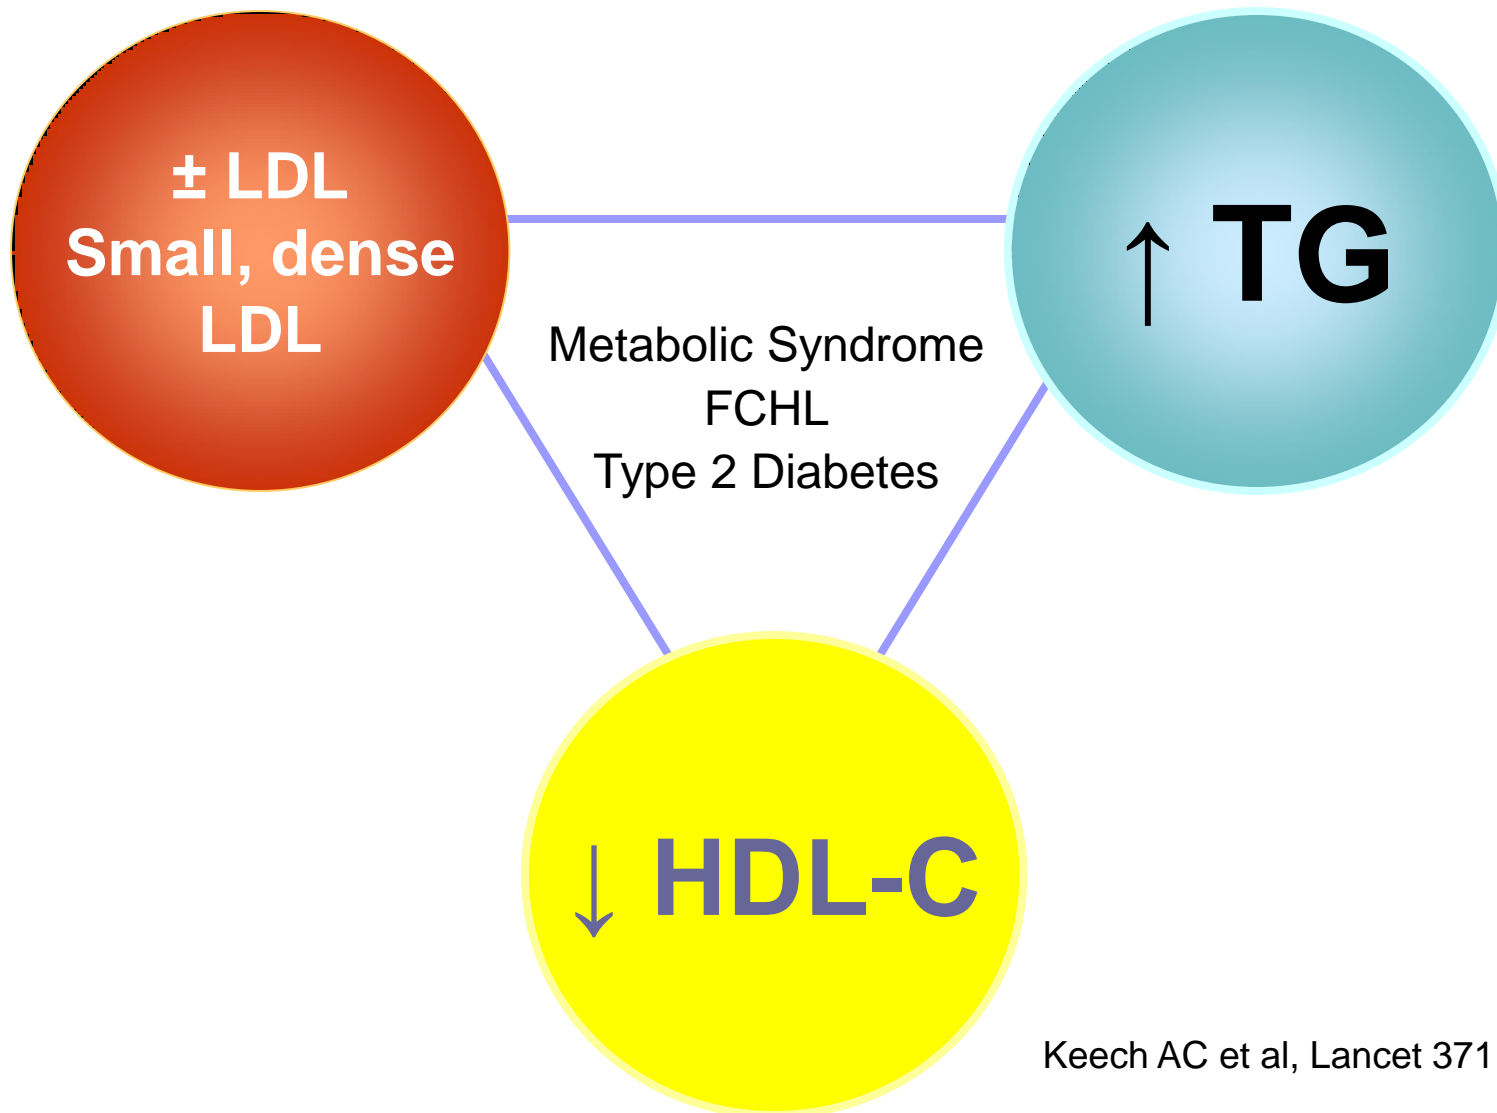 ± LDL
Small, dense
LDL
↑ TG
Metabolic Syndrome
FCHL
Type 2 Diabetes
↓ HDL-C
Keech AC et al, Lancet 371